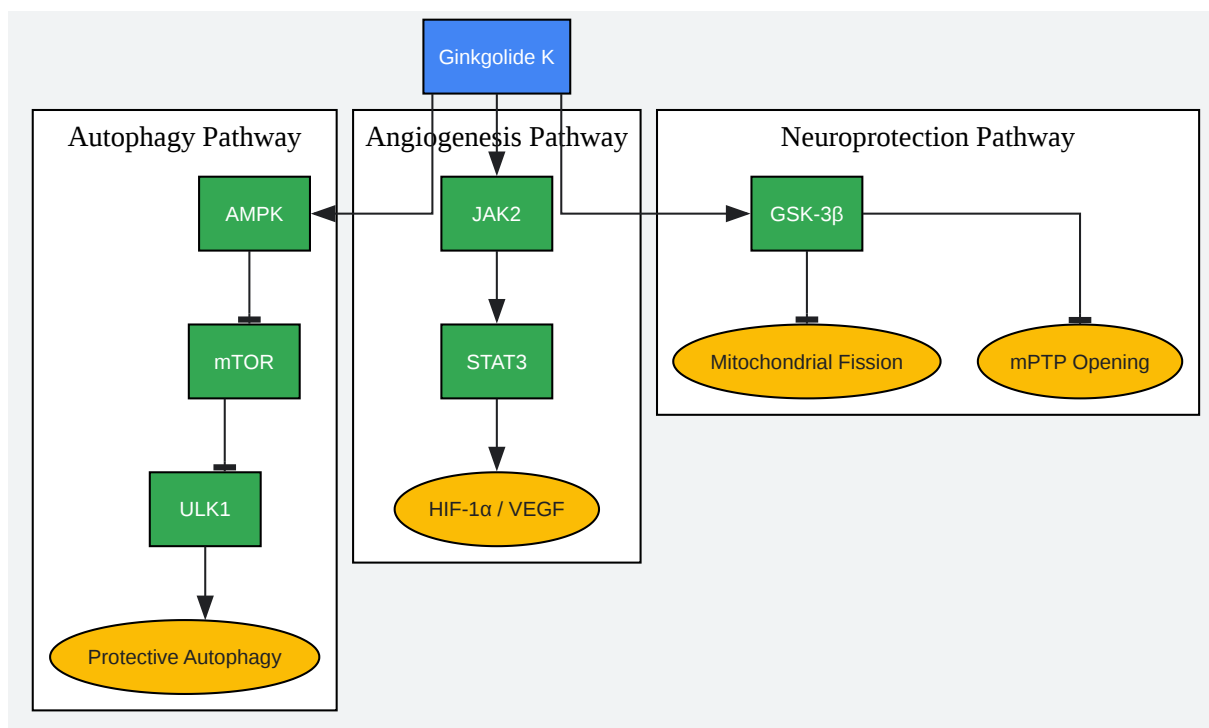 Ginkgolide K
Autophagy Pathway
Angiogenesis Pathway
Neuroprotection Pathway
AMPK
JAK2
GSK-3β
mTOR
STAT3
Mitochondrial Fission
mPTP Opening
ULK1
HIF-1α / VEGF
Protective Autophagy